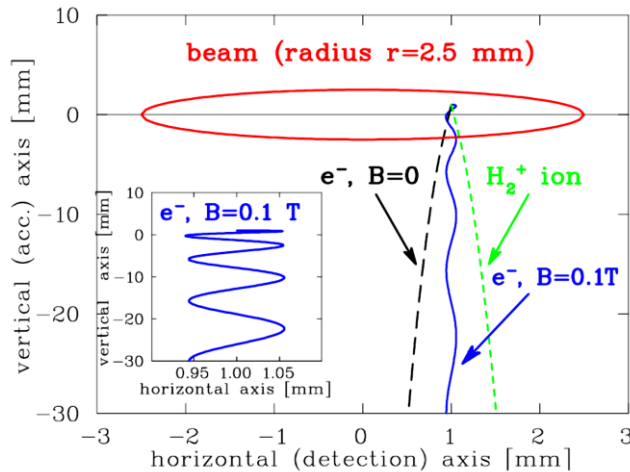 beam (radius r=2.5 mm)
vertical (acc.) axis [mm]
10
0
−10
−20
−30
e⁻, B=0
H₂⁺ ion
e⁻, B=0.1T
e⁻, B=0.1 T
vertical axis [mm]
10
0
−10
−20
−30
0.95 1.00 1.05
horizontal axis [mm]
−3 −2 −1 0 1 2 3
horizontal (detection) axis [mm]